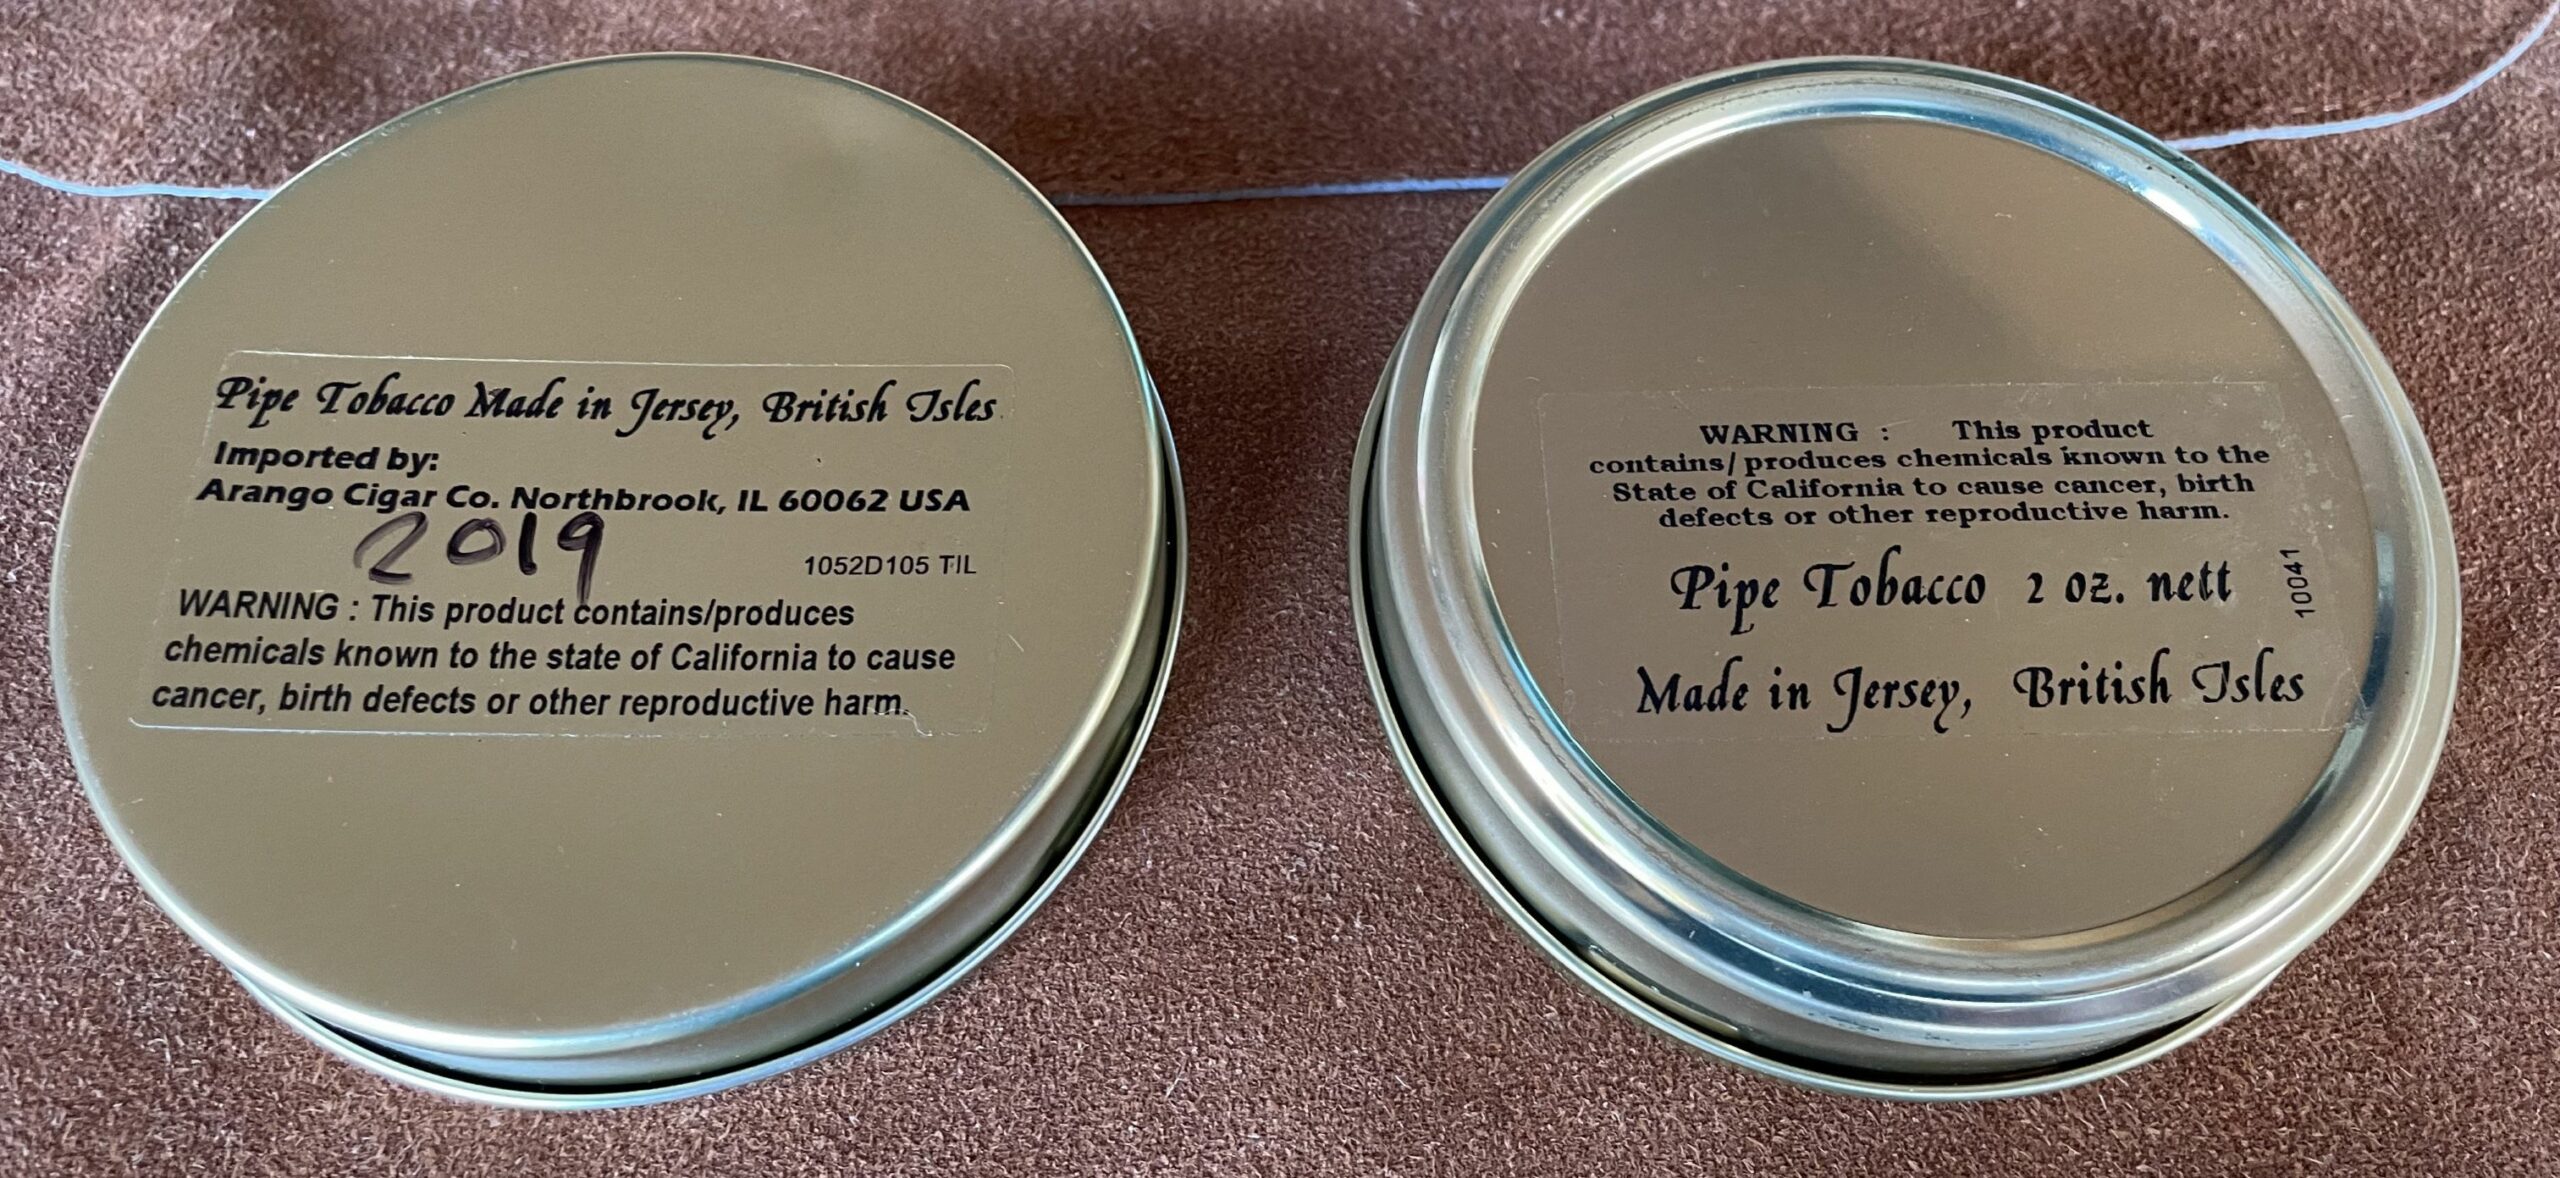 Pipe Tobacco Made in Jersey, British Isles
Imported by:
Arango Cigar Co. Northbrook, IL 60062 USA
2019
1052D105 TIL
WARNING : This product contains/produces
chemicals known to the state of California to cause
cancer, birth defects or other reproductive harm.
WARNING : This product
contains/produces chemicals known to the
State of California to cause cancer, birth
defects or other reproductive harm.
Pipe Tobacco 2 oz. nett
10041
Made in Jersey, British Isles